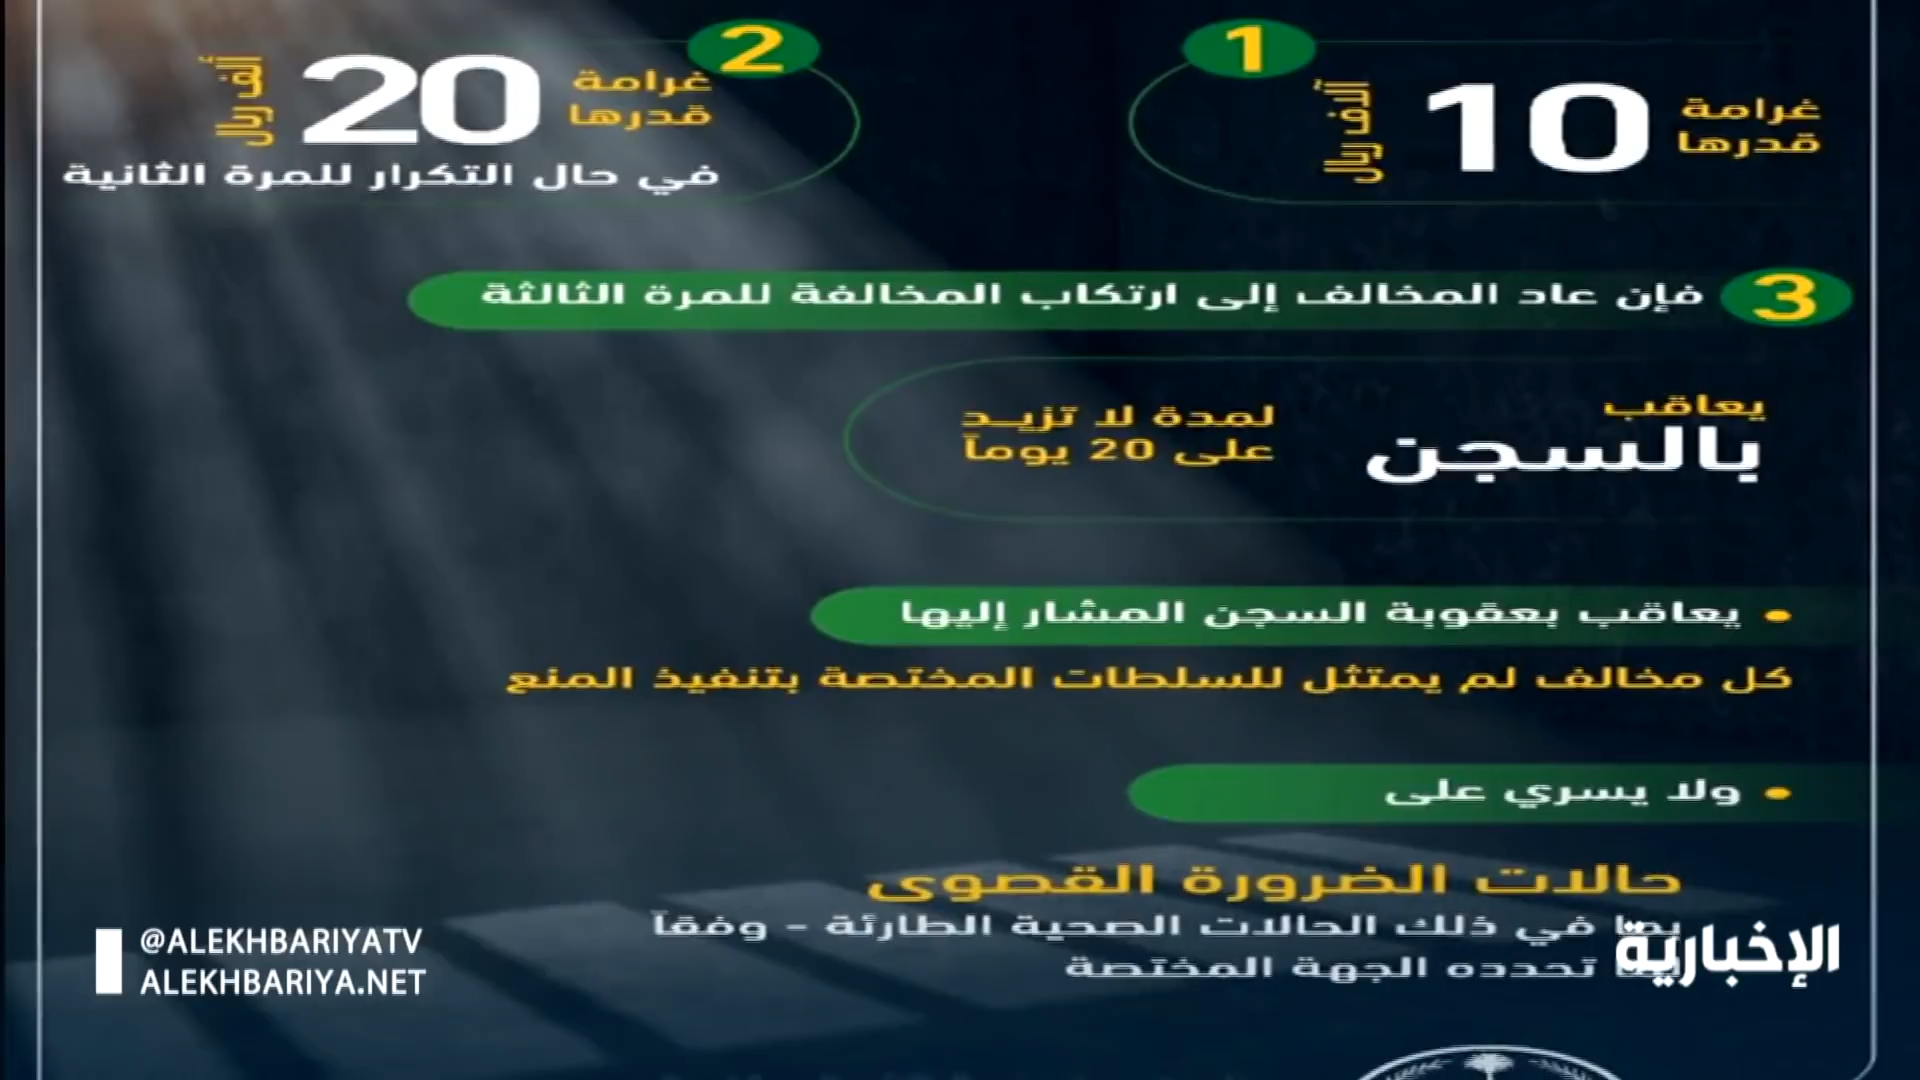 1
غرامة
قدرها
10
آلاف ريال
2
غرامة
قدرها
20
ألف ريال
في حال التكرار للمرة الثانية
3
فإن عاد المخالف إلى ارتكاب المخالفة للمرة الثالثة
يعاقب
بالسجن
لمدة لا تزيــد
على 20 يوماً
• يعاقب بعقوبة السجن المشار إليها
كل مخالف لم يمتثل للسلطات المختصة بتنفيذ المنع
• ولا يسري على
حالات الضرورة القصوى
بما في ذلك الحالات الصحية الطارئة - وفقاً
تحدده الجهة المختصة
الإخبارية
@ALEKHBARIYATV
ALEKHBARIYA.NET